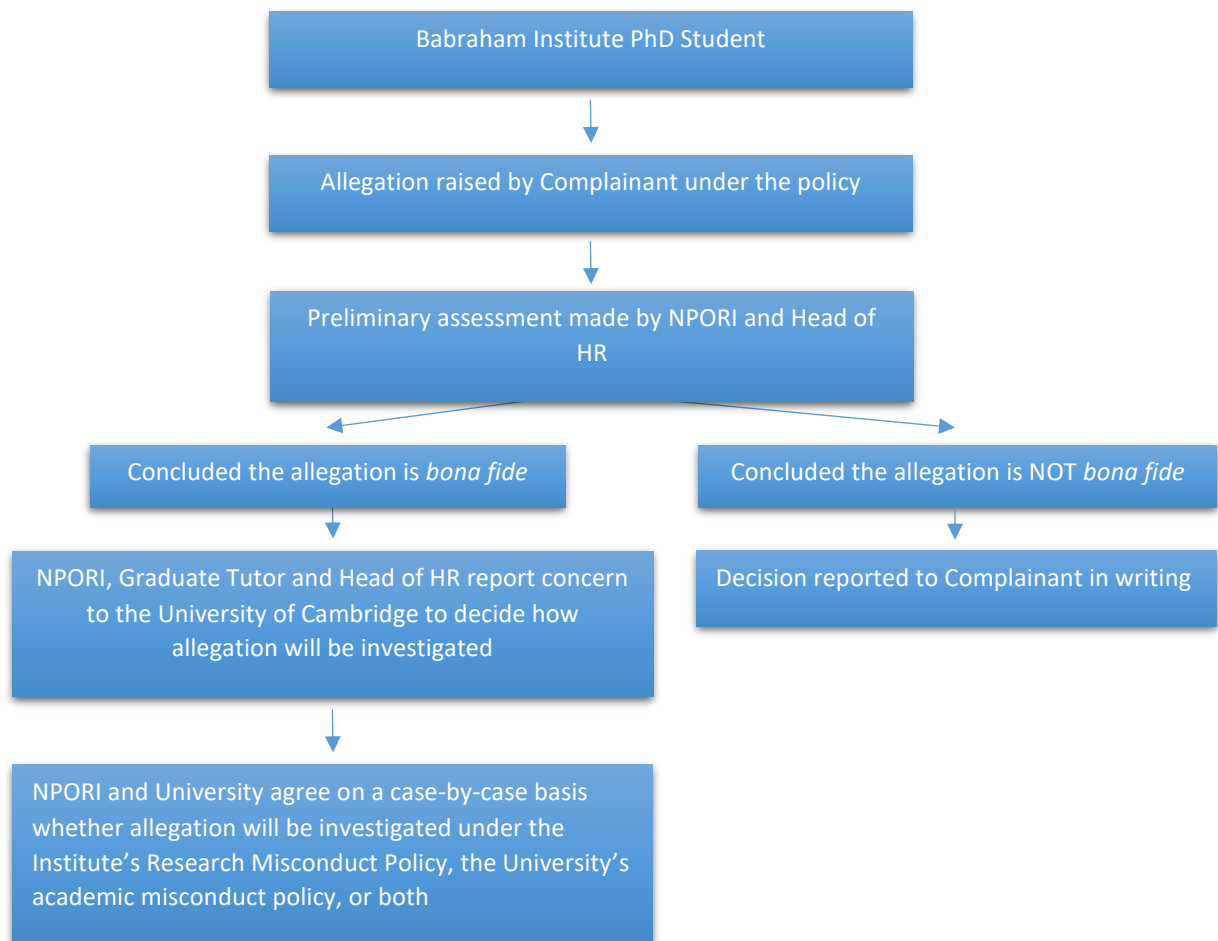 Babraham Institute PhD Student
Allegation raised by Complainant under the policy
Preliminary assessment made by NPORI and Head of
HR
Concluded the allegation is bona fide
Concluded the allegation is NOT bona fide
NPORI, Graduate Tutor and Head of HR report concern
to the University of Cambridge to decide how
allegation will be investigated
Decision reported to Complainant in writing
NPORI and University agree on a case-by-case basis
whether allegation will be investigated under the
Institute’s Research Misconduct Policy, the University’s
academic misconduct policy, or both